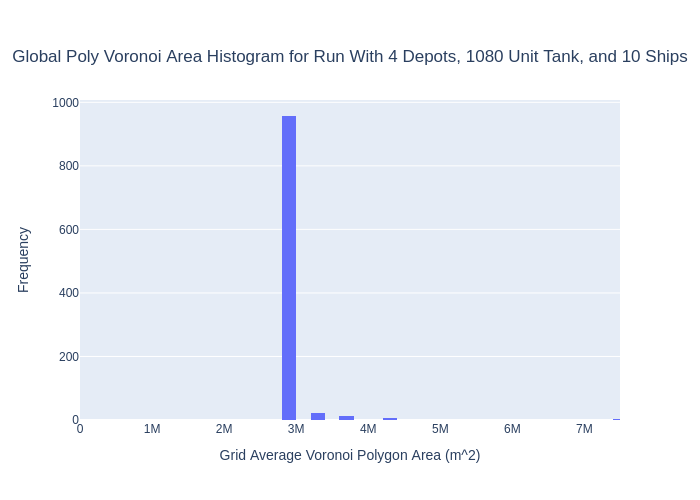 Global Poly Voronoi Area Histogram for Run With 4 Depots, 1080 Unit Tank, and 10 Ships
1000
800
600
400
200
0
Frequency
0 1M 2M 3M 4M 5M 6M 7M
Grid Average Voronoi Polygon Area (m^2)